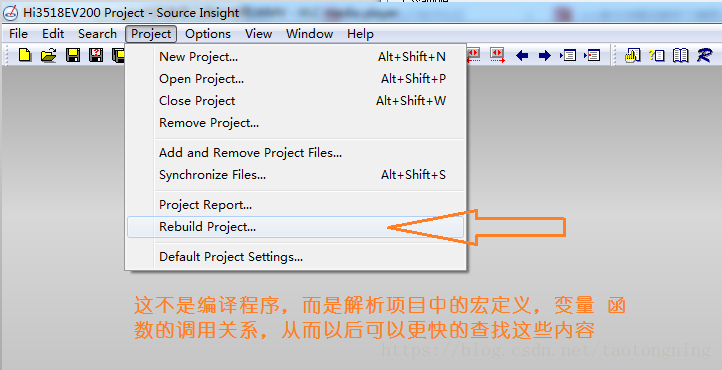 Hi3518EV200 Project - Source Insight
File Edit Search Project Options View Window Help
New Project... Alt+Shift+N
Open Project... Alt+Shift+P
Close Project Alt+Shift+W
Remove Project...
Add and Remove Project Files...
Synchronize Files... Alt+Shift+S
Project Report...
Rebuild Project...
Default Project Settings...
这不是编译程序，而是解析项目中的宏定义，变量 函
数的调用关系，从而以后可以更快的查找这些内容
https://blog.csdn.net/taotongning